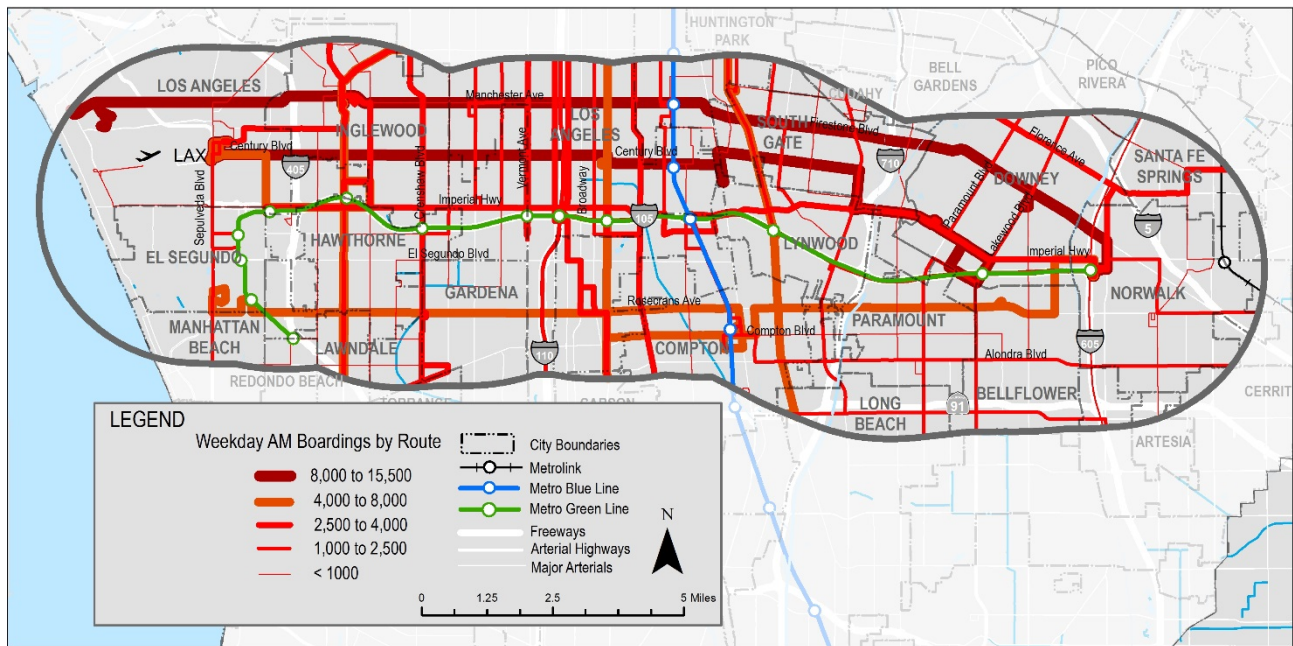 HUNTINGTON
PARK
BELL
GARDENS
PICO
RIVERA
CUDAHY
LOS ANGELES
Manchester Ave
LOS
ANGELES
INGLEWOOD
SOUTH
GATE
Firestone Blvd
Florence Ave
SANTA FE
SPRINGS
LAX
Century Blvd
Century Blvd
405
710
DOWNEY
Sepulveda Blvd
Crenshaw Blvd
Vermont Ave
Broadway
Paramount Blvd
Lakewood Blvd
Imperial Hwy
105
5
HAWTHORNE
LYNWOOD
EL SEGUNDO
El Segundo Blvd
Imperial Hwy
GARDENA
NORWALK
Rosecrans Ave
MANHATTAN
BEACH
LAWNDALE
110
COMPTON
Compton Blvd
PARAMOUNT
605
Alondra Blvd
REDONDO BEACH
TORRANCE
CARSON
LONG
BEACH
91
BELLFLOWER
CERRIT
ARTESIA
LEGEND
Weekday AM Boardings by Route
8,000 to 15,500
4,000 to 8,000
2,500 to 4,000
1,000 to 2,500
< 1000
City Boundaries
Metrolink
Metro Blue Line
Metro Green Line
Freeways
Arterial Highways
Major Arterials
N
0 1.25 2.5 5 Miles